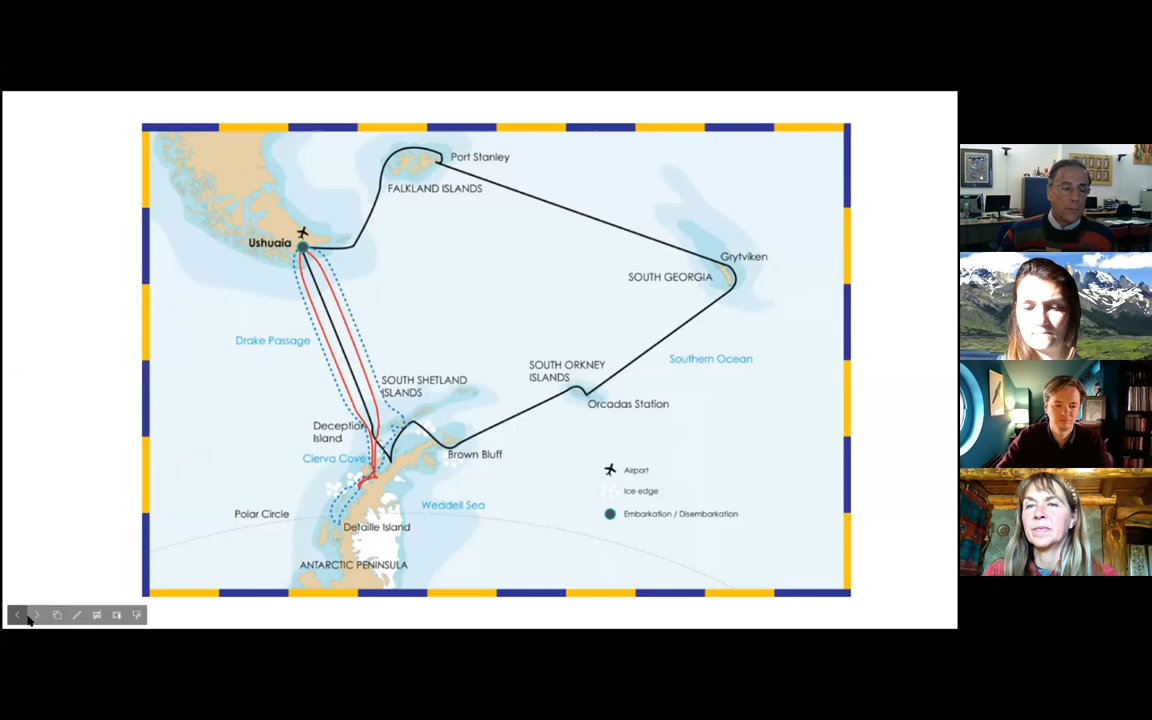 Port Stanley
FALKLAND ISLANDS
Ushuaia
Grytviken
SOUTH GEORGIA
Drake Passage
Southern Ocean
SOUTH ORKNEY
ISLANDS
SOUTH SHETLAND
ISLANDS
Orcadas Station
Deception
Island
Cierva Cove
Brown Bluff
Airport
Ice edge
Weddell Sea
Polar Circle
Embarkation / Disembarkation
Detaille Island
ANTARCTIC PENINSULA